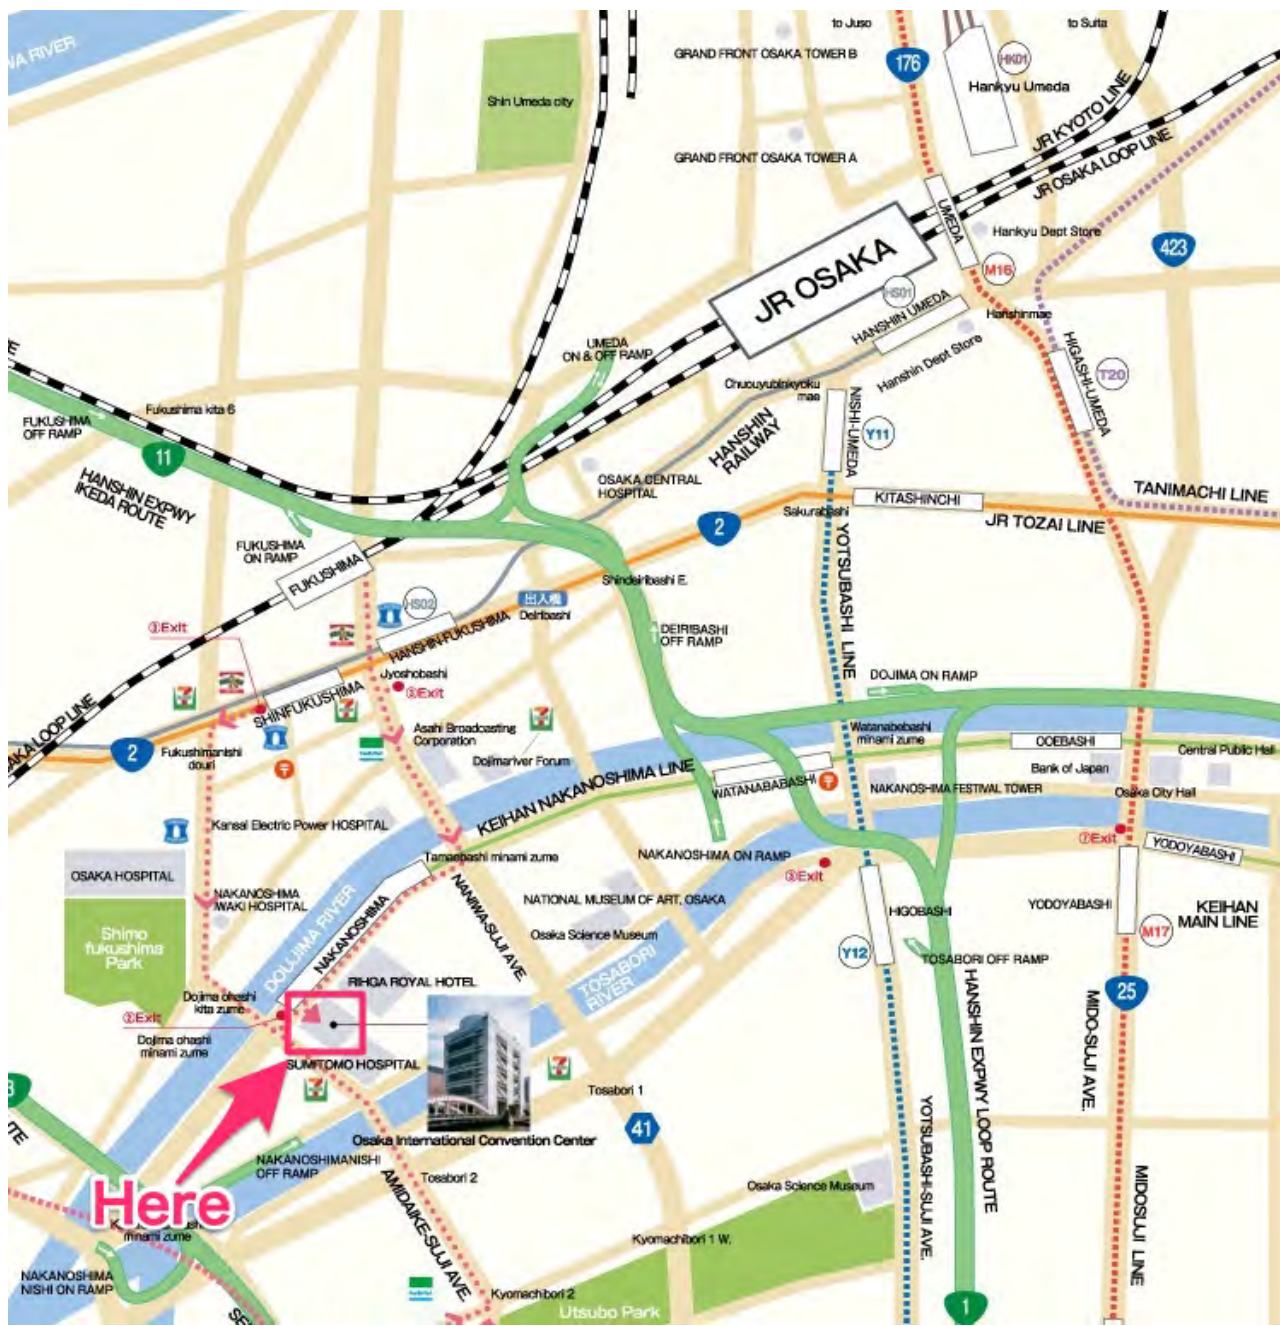 to Juso
to Suita
GRAND FRONT OSAKA TOWER B
176
HK01
Hankyu Umeda
WA RIVER
Shin Umeda city
JR KYOTO LINE
GRAND FRONT OSAKA TOWER A
JR OSAKA LOOP LINE
UMEDA
Hankyu Dept Store
423
JR OSAKA
M16
HS01
HANSHIN UMEDA
Hanshinmae
UMEDA
ON & OFF RAMP
Hanshin Dept Store
HIGASHI-UMEDA
T20
Chuouyubinkyoku
mae
NISHI-UMEDA
Y11
Fukushima kita 6
FUKUSHIMA
OFF RAMP
11
HANSHIN
RAILWAY
HANSHIN EXPWY
IKEDA ROUTE
OSAKA CENTRAL
HOSPITAL
KITASHINCHI
TANIMACHI LINE
Sakurabashi
JR TOZAI LINE
2
FUKUSHIMA
ON RAMP
YOTSUBASHI LINE
FUKUSHIMA
Shindeiribashi E.
HS02
出入橋
Deiribashi
③Exit
HANSHIN-FUKUSHIMA
DEIRIBASHI
OFF RAMP
Jyoshobashi
③Exit
DOJIMA ON RAMP
SHINFUKUSHIMA
OSAKA LOOP LINE
2
Fukushimanishi
douri
Asahi Broadcasting
Corporation
Dojimariver Forum
Watanabebashi
minami zume
OOEBASHI
Central Public Hall
KEIHAN NAKANOSHIMA LINE
WATANABABASHI
Bank of Japan
NAKANOSHIMA FESTIVAL TOWER
Osaka City Hall
Kansai Electric Power HOSPITAL
⑦Exit
Tamaebashi minami zume
NAKANOSHIMA ON RAMP
YODOYABASHI
③Exit
OSAKA HOSPITAL
NAKANOSHIMA
IWAKI HOSPITAL
NATIONAL MUSEUM OF ART, OSAKA
HIGOBASHI
YODOYABASHI
KEIHAN
MAIN LINE
Shimo
fukushima
Park
NAKANOSHIMA
NANIWA-SUJI AVE.
Osaka Science Museum
M17
DOUJIMA RIVER
Y12
TOSABORI OFF RAMP
RIHGA ROYAL HOTEL
TOSABORI
RIVER
25
Dojima ohashi
kita zume
②Exit
Dojima ohashi
minami zume
HANSHIN EXPWY LOOP ROUTE
MIDO-SUJI AVE.
SUMITOMO HOSPITAL
Tosabori 1
Osaka International Convention Center
41
YOTSUBASHI-SUJI AVE.
NAKANOSHIMANISHI
OFF RAMP
Tosabori 2
Osaka Science Museum
Here
AMIDAIKE-SUJI AVE.
MIDOSUJI LINE
minami zume
Kyomachibori 1 W.
NAKANOSHIMA
NISHI ON RAMP
Kyomachibori 2
Utsubo Park
1